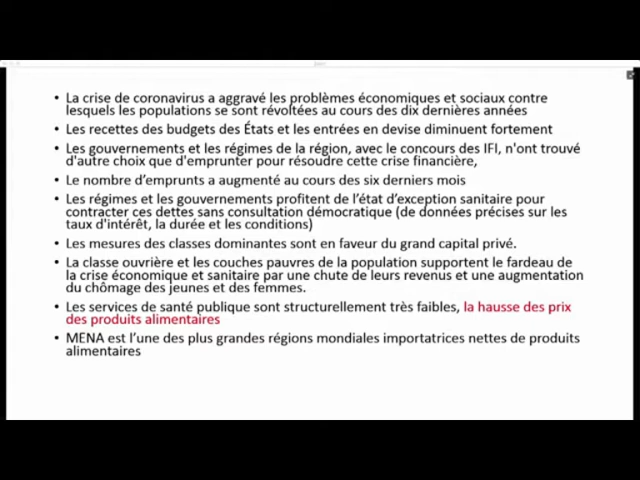 • La crise de coronavirus a aggravé les problèmes économiques et sociaux contre
lesquels les populations se sont révoltées au cours des dix dernières années
• Les recettes des budgets des États et les entrées en devise diminuent fortement
• Les gouvernements et les régimes de la région, avec le concours des IFI, n'ont trouvé
d'autre choix que d'emprunter pour résoudre cette crise financière,
• Le nombre d’emprunts a augmenté au cours des six derniers mois
• Les régimes et les gouvernements profitent de l’état d’exception sanitaire pour
contracter ces dettes sans consultation démocratique (de données précises sur les
taux d'intérêt, la durée et les conditions)
• Les mesures des classes dominantes sont en faveur du grand capital privé.
• La classe ouvrière et les couches pauvres de la population supportent le fardeau de
la crise économique et sanitaire par une chute de leurs revenus et une augmentation
du chômage des jeunes et des femmes.
• Les services de santé publique sont structurellement très faibles, la hausse des prix
des produits alimentaires
• MENA est l’une des plus grandes régions mondiales importatrices nettes de produits
alimentaires